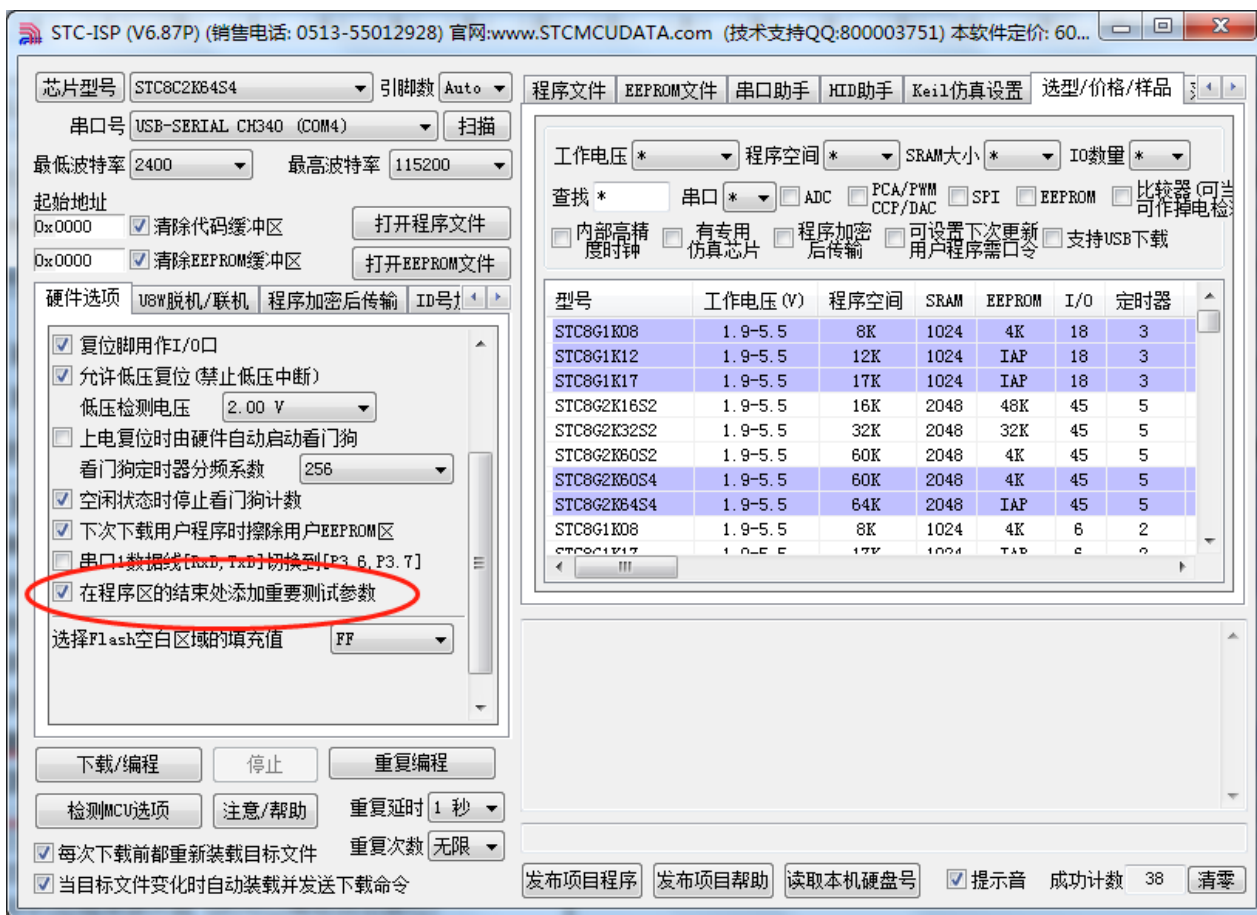 STC-ISP (V6.87P) (销售电话: 0513-55012928) 官网:www.STCMCUDATA.com (技术支持QQ:800003751) 本软件定价: 60...
芯片型号 STC8C2K64S4 引脚数 Auto
串口号 USB-SERIAL CH340 (COM4) 扫描
最低波特率 2400 最高波特率 115200
起始地址
0x0000 清除代码缓冲区 打开程序文件
0x0000 清除EEPROM缓冲区 打开EEPROM文件
硬件选项 U8W脱机/联机 程序加密后传输 ID号
复位脚用作I/O口
允许低压复位(禁止低压中断)
低压检测电压 2.00 V
上电复位时由硬件自动启动看门狗
看门狗定时器分频系数 256
空闲状态时停止看门狗计数
下次下载用户程序时擦除用户EEPROM区
串口1数据线[RxD,TxD]切换到[P3.6,P3.7]
在程序区的结束处添加重要测试参数
选择Flash空白区域的填充值 FF
下载/编程 停止 重复编程
检测MCU选项 注意/帮助 重复延时 1 秒
每次下载前都重新装载目标文件 重复次数 无限
当目标文件变化时自动装载并发送下载命令
程序文件 EEPROM文件 串口助手 HID助手 Keil仿真设置 选型/价格/样品
工作电压 * 程序空间 * SRAM大小 * IO数量 *
查找 * 串口 * ADC PCA/PWM CCP/DAC SPI EEPROM 比较器(可当 可作掉电检
内部高精度时钟 有专用仿真芯片 程序加密后传输 可设置下次更新用户程序需口令 支持USB下载
型号 工作电压(V) 程序空间 SRAM EEPROM I/O 定时器
STC8G1K08 1.9-5.5 8K 1024 4K 18 3
STC8G1K12 1.9-5.5 12K 1024 IAP 18 3
STC8G1K17 1.9-5.5 17K 1024 IAP 18 3
STC8G2K16S2 1.9-5.5 16K 2048 48K 45 5
STC8G2K32S2 1.9-5.5 32K 2048 32K 45 5
STC8G2K60S2 1.9-5.5 60K 2048 4K 45 5
STC8G2K60S4 1.9-5.5 60K 2048 4K 45 5
STC8G2K64S4 1.9-5.5 64K 2048 IAP 45 5
STC8G1K08 1.9-5.5 8K 1024 4K 6 2
STC8G1K17 1.9-5.5 17K 1024 IAP 6 2
发布项目程序 发布项目帮助 读取本机硬盘号 提示音 成功计数 38 清零